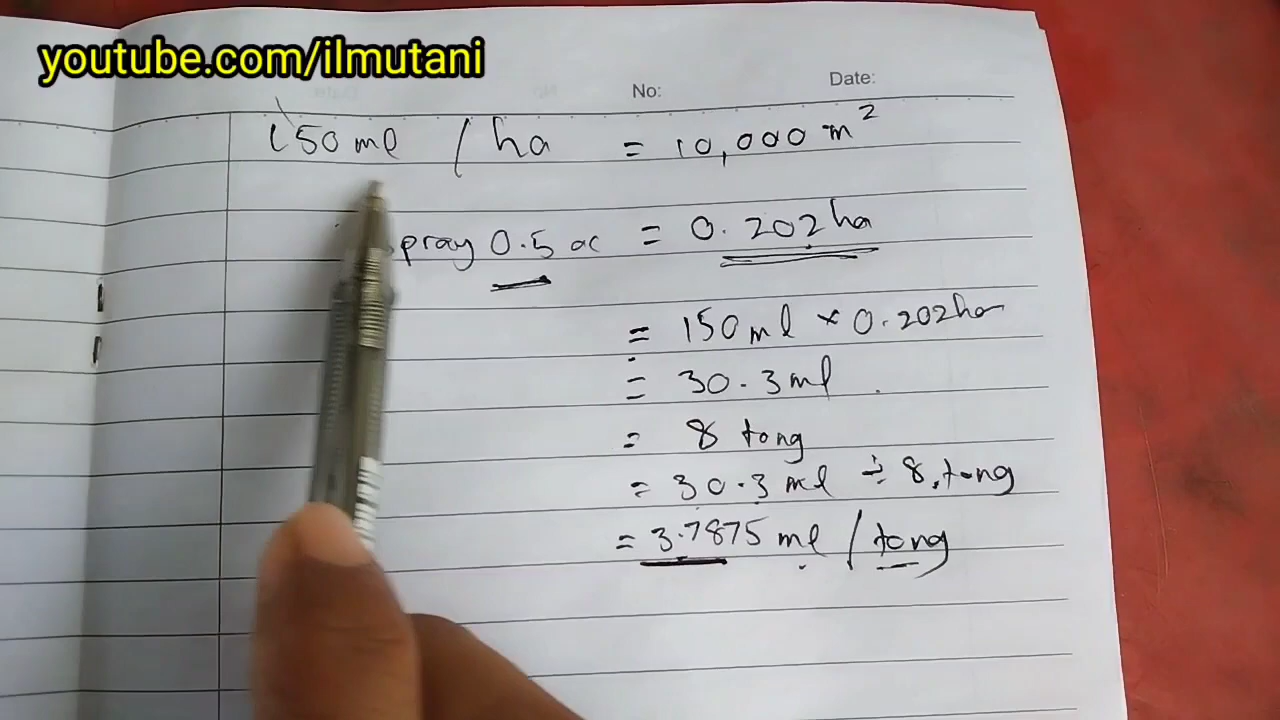 youtube.com/ilmutani
No:
Date:
150 ml / ha = 10,000 m²
pray 0.5 ac = 0.202 ha
= 150 ml × 0.202 ha
= 30.3 ml
= 8 tong
= 30.3 ml ÷ 8 tong
= 3.7875 ml / tong